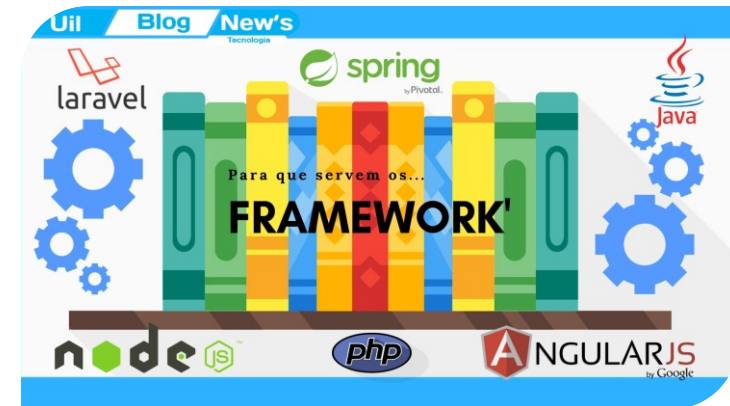 Uil Blog New's
Tecnologia
laravel
spring
by Pivotal.
Java
Para que servem os...
FRAMEWORK'
node JS ™
php
ANGULARJS
by Google